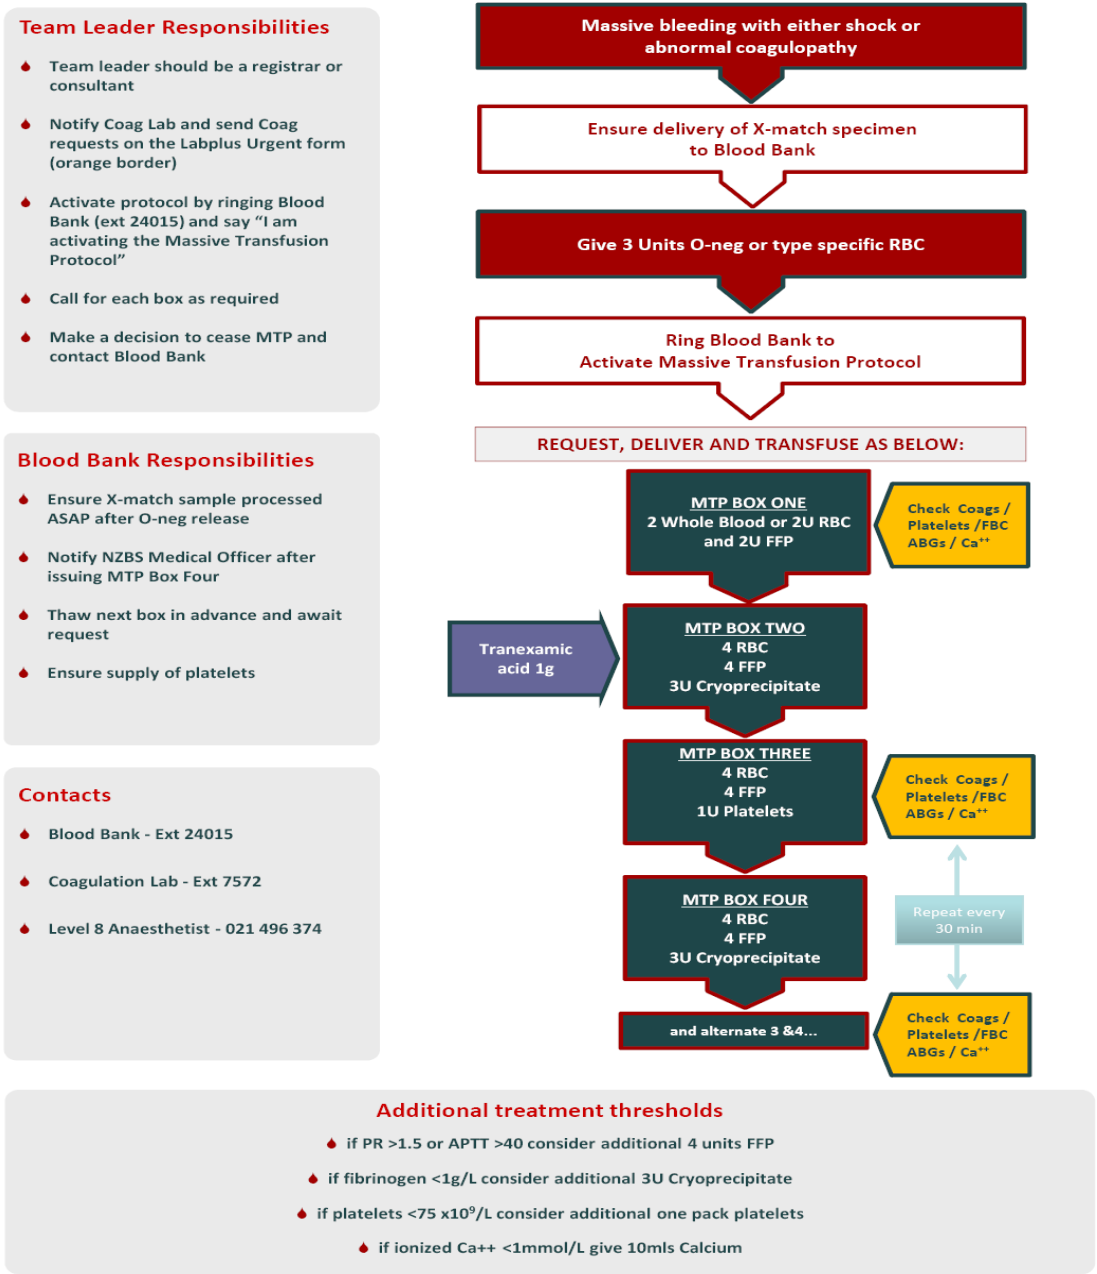 Team Leader Responsibilities
Team leader should be a registrar or
consultant
Notify Coag Lab and send Coag
requests on the Labplus Urgent form
(orange border)
Activate protocol by ringing Blood
Bank (ext 24015) and say “I am
activating the Massive Transfusion
Protocol”
Call for each box as required
Make a decision to cease MTP and
contact Blood Bank
Blood Bank Responsibilities
Ensure X-match sample processed
ASAP after O-neg release
Notify NZBS Medical Officer after
issuing MTP Box Four
Thaw next box in advance and await
request
Ensure supply of platelets
Contacts
Blood Bank - Ext 24015
Coagulation Lab - Ext 7572
Level 8 Anaesthetist - 021 496 374
Massive bleeding with either shock or
abnormal coagulopathy
Ensure delivery of X-match specimen
to Blood Bank
Give 3 Units O-neg or type specific RBC
Ring Blood Bank to
Activate Massive Transfusion Protocol
REQUEST, DELIVER AND TRANSFUSE AS BELOW:
MTP BOX ONE
2 Whole Blood or 2U RBC
and 2U FFP
Check Coags /
Platelets /FBC
ABGs / Ca⁺⁺
Tranexamic
acid 1g
MTP BOX TWO
4 RBC
4 FFP
3U Cryoprecipitate
MTP BOX THREE
4 RBC
4 FFP
1U Platelets
Check Coags /
Platelets /FBC
ABGs / Ca⁺⁺
Repeat every
30 min
MTP BOX FOUR
4 RBC
4 FFP
3U Cryoprecipitate
and alternate 3 &4...
Check Coags /
Platelets /FBC
ABGs / Ca⁺⁺
Additional treatment thresholds
if PR >1.5 or APTT >40 consider additional 4 units FFP
if fibrinogen <1g/L consider additional 3U Cryoprecipitate
if platelets <75 x10⁹/L consider additional one pack platelets
if ionized Ca++ <1mmol/L give 10mls Calcium